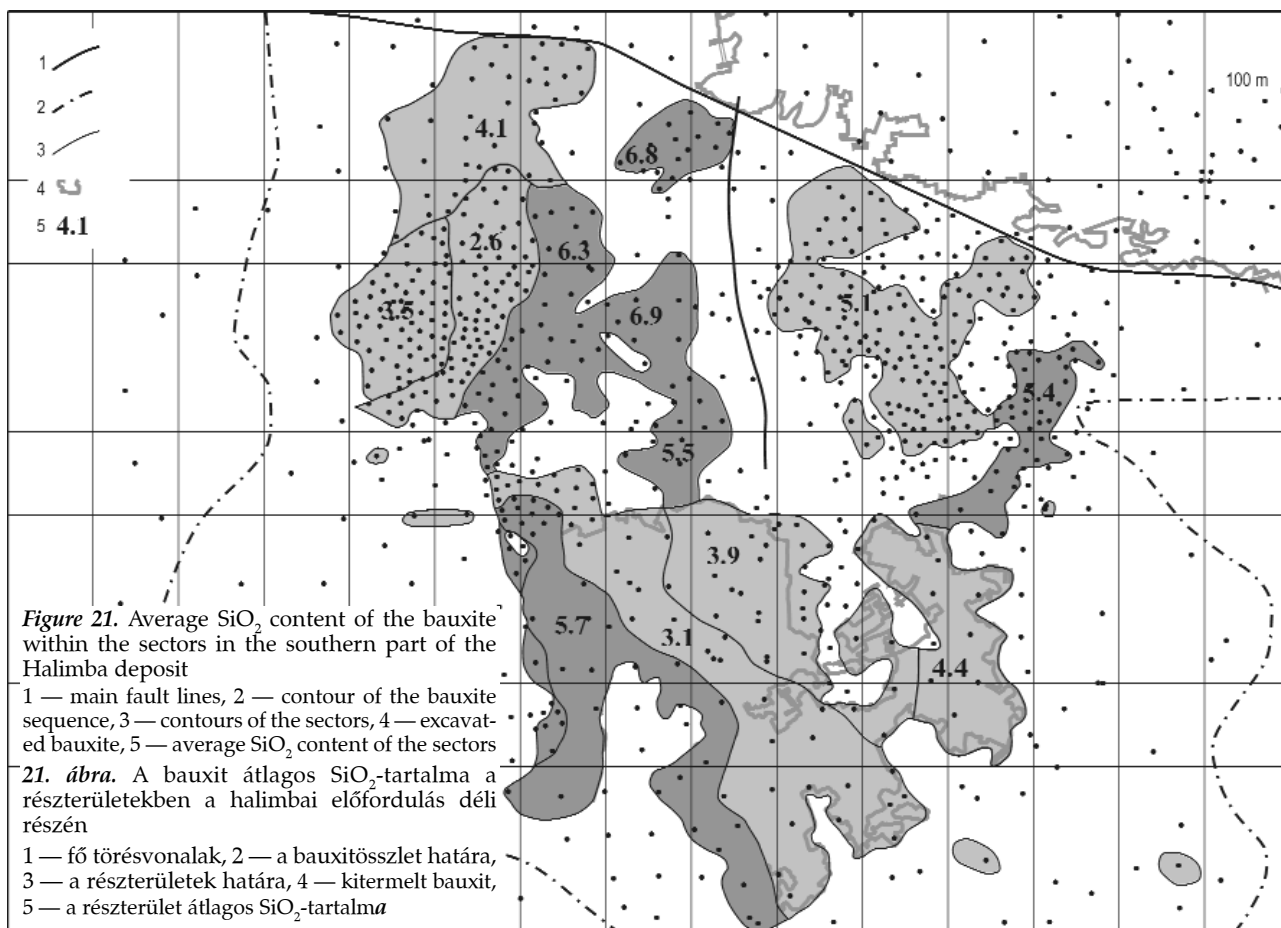 1
2
3
4
5 4.1
100 m
4.1
6.8
2.6
6.3
3.5
6.9
5.1
5.4
5.5
3.9
5.7
3.1
4.4
Figure 21. Average SiO₂ content of the bauxite
within the sectors in the southern part of the
Halimba deposit
1 — main fault lines, 2 — contour of the bauxite
sequence, 3 — contours of the sectors, 4 — excavat-
ed bauxite, 5 — average SiO₂ content of the sectors
21. ábra. A bauxit átlagos SiO₂-tartalma a
részterületekben a halimbai előfordulás déli
részén
1 — fő törésvonalak, 2 — a bauxitösszlet határa,
3 — a részterületek határa, 4 — kitermelt bauxit,
5 — a részterület átlagos SiO₂-tartalma